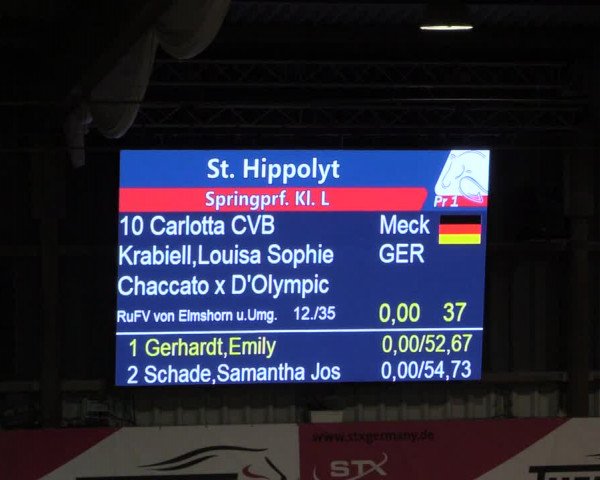 St. Hippolyt
Springprf. Kl. L
Pr 1
10 Carlotta CVB Meck
Krabiell,Louisa Sophie GER
Chaccato x D'Olympic
RuFV von Elmshorn u.Umg. 12./35 0,00 37
1 Gerhardt,Emily 0,00/52,67
2 Schade,Samantha Jos 0,00/54,73
www.stxgermany.de
STX